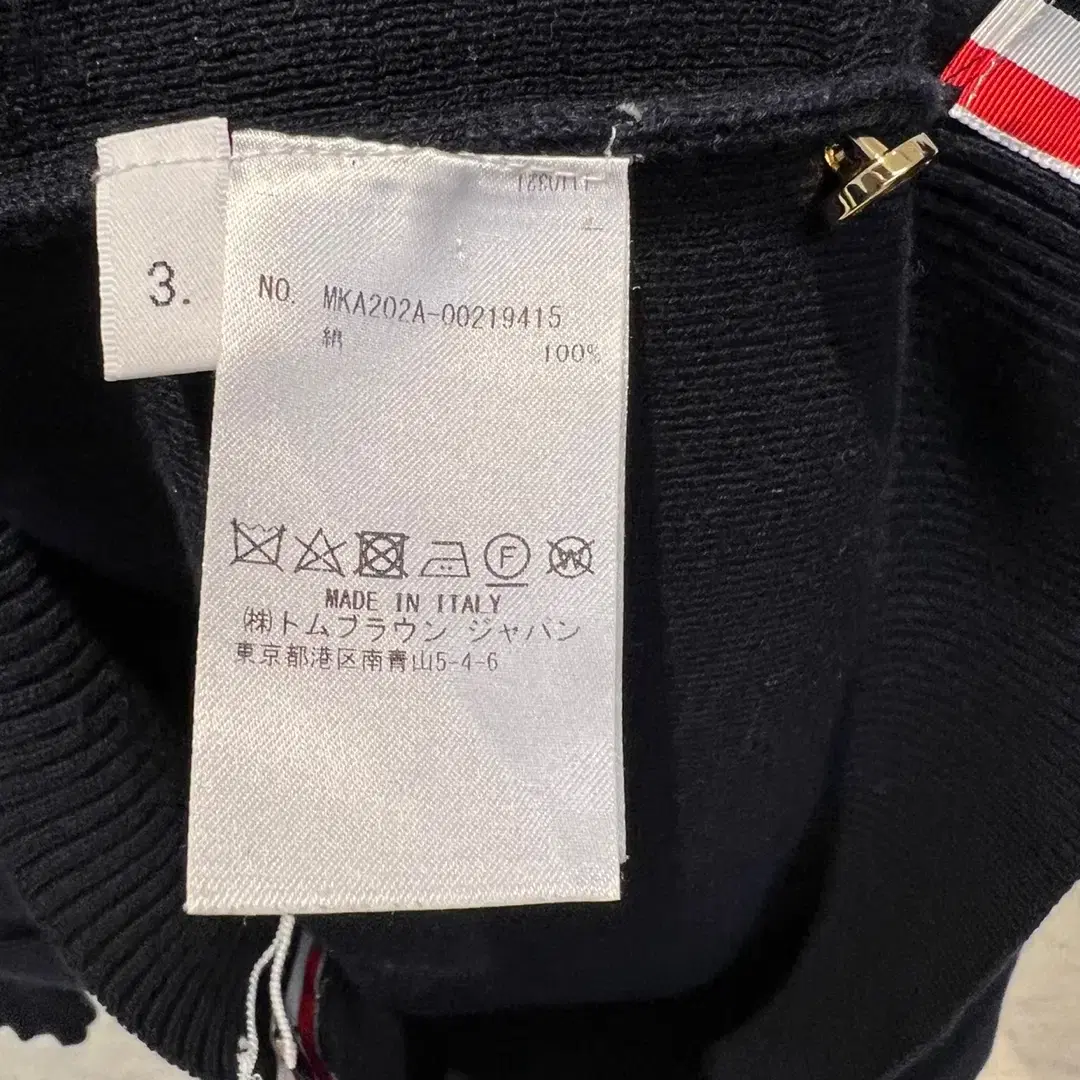 3.
NO. MKA202A-00219415
綿 100%
F W
MADE IN ITALY
㈱トムブラウン ジャパン
東京都港区南青山5-4-6